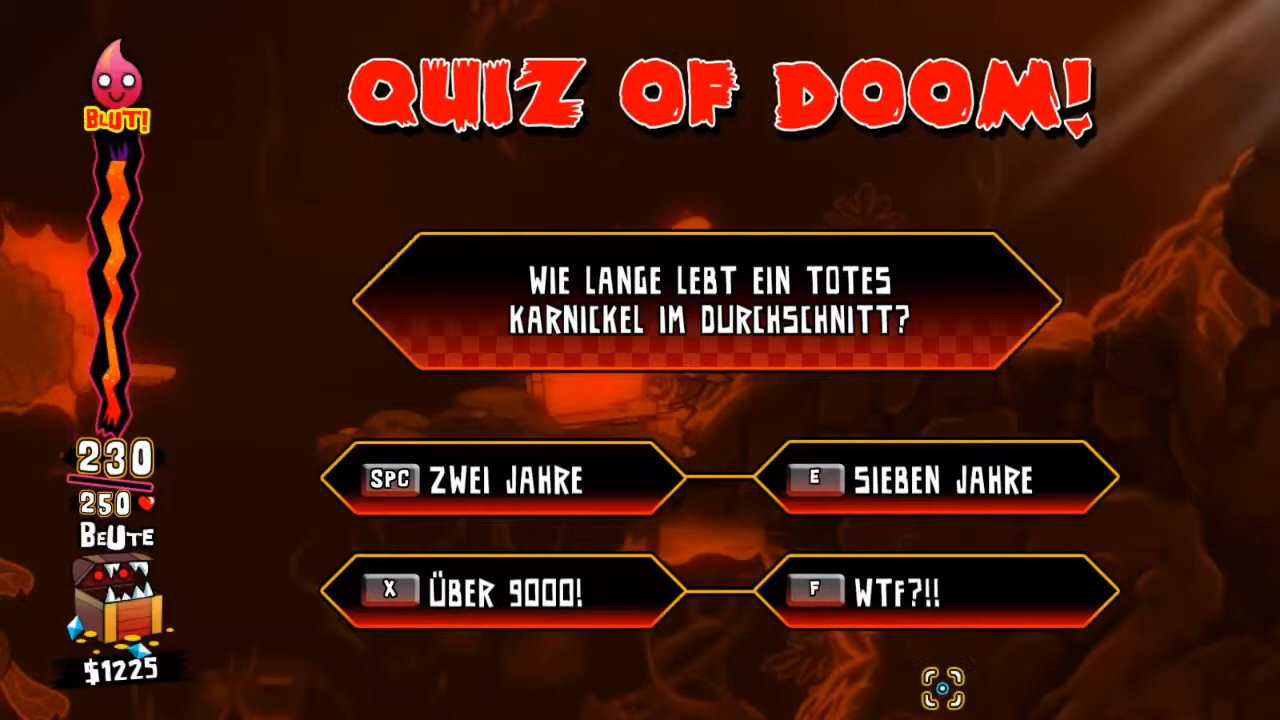 QUIZ OF DOOM!
BLUT!
WIE LANGE LEBT EIN TOTES
KARNICKEL IM DURCHSCHNITT?
230
250
BEUTE
$1225
SPC ZWEI JAHRE
E SIEBEN JAHRE
X ÜBER 9000!
F WTF?!!